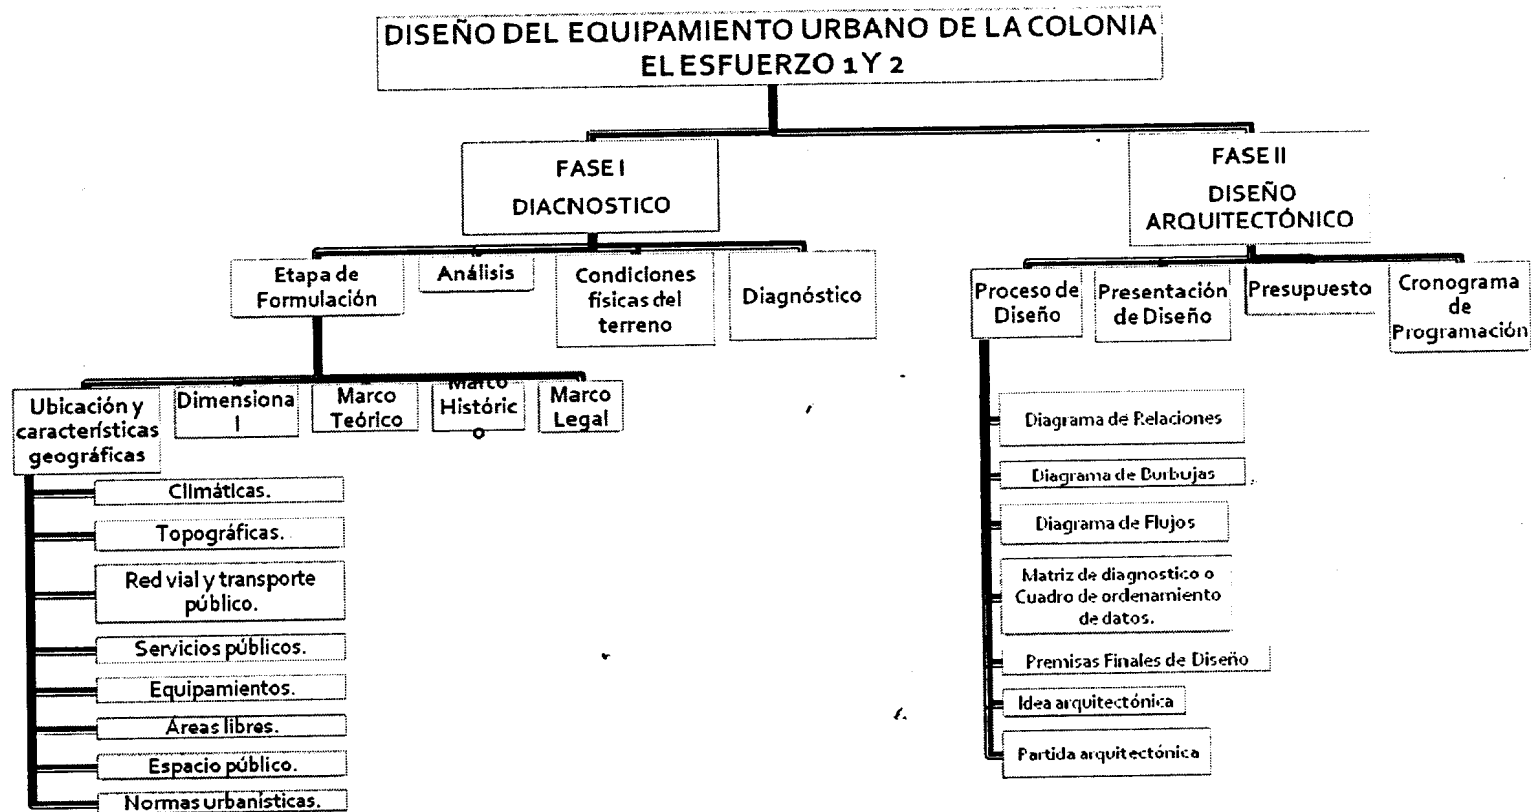 DISEÑO DEL EQUIPAMIENTO URBANO DE LA COLONIA
EL ESFUERZO 1 Y 2
FASE I
DIACNOSTICO
FASE II
DISEÑO
ARQUITECTÓNICO
Etapa de
Formulación
Análisis
Condiciones
físicas del
terreno
Diagnóstico
Proceso de
Diseño
Presentación
de Diseño
Presupuesto
Cronograma
de
Programación
Ubicación y
características
geográficas
Dimensiona
l
Marco
Teórico
Marco
Históric
o
Marco
Legal
Climáticas.
Topográficas.
Red vial y transporte
público.
Servicios públicos.
Equipamientos.
Áreas libres.
Espacio público.
Normas urbanísticas.
Diagrama de Relaciones
Diagrama de Burbujas
Diagrama de Flujos
Matriz de diagnostico o
Cuadro de ordenamiento
de datos.
Premisas Finales de Diseño
Idea arquitectónica
Partida arquitectónica